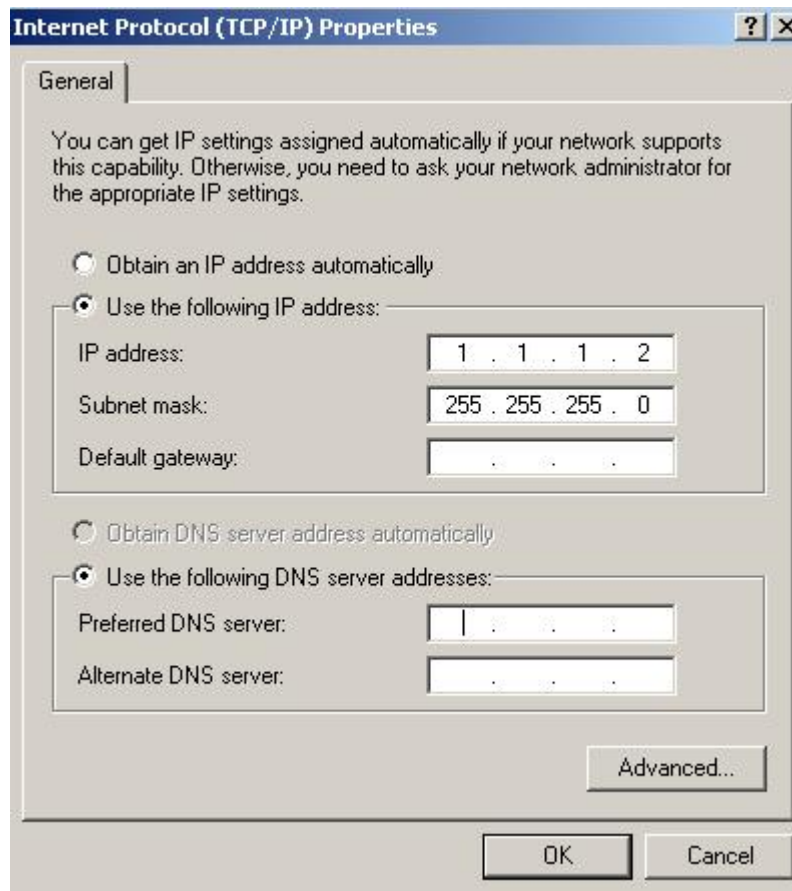 Internet Protocol (TCP/IP) Properties
General
You can get IP settings assigned automatically if your network supports
this capability. Otherwise, you need to ask your network administrator for
the appropriate IP settings.
Obtain an IP address automatically
Use the following IP address:
IP address: 1 . 1 . 1 . 2
Subnet mask: 255 . 255 . 255 . 0
Default gateway: . . .
Obtain DNS server address automatically
Use the following DNS server addresses:
Preferred DNS server: . . .
Alternate DNS server: . . .
Advanced...
OK Cancel